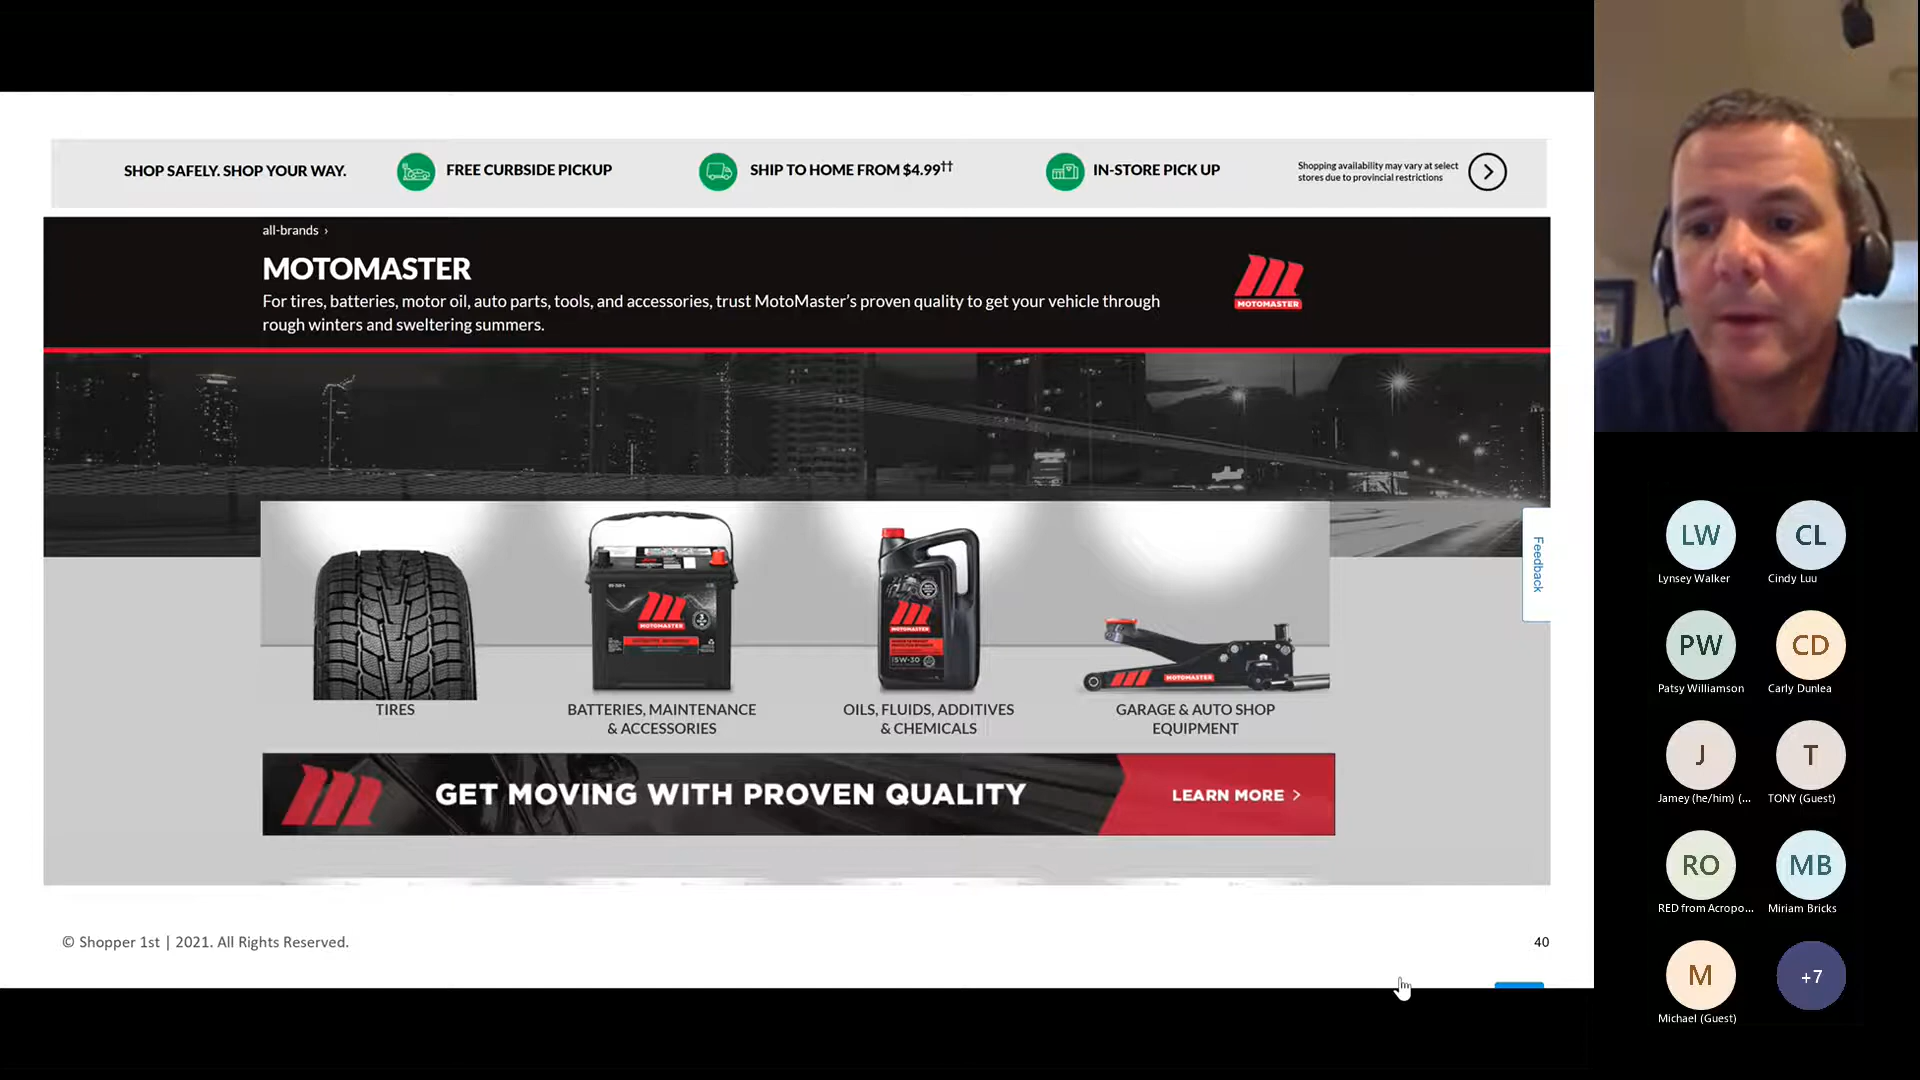 SHOP SAFELY. SHOP YOUR WAY.
FREE CURBSIDE PICKUP
SHIP TO HOME FROM $4.99††
IN-STORE PICK UP
Shopping availability may vary at select
stores due to provincial restrictions
all-brands ›
MOTOMASTER
For tires, batteries, motor oil, auto parts, tools, and accessories, trust MotoMaster's proven quality to get your vehicle through
rough winters and sweltering summers.
MOTOMASTER
Feedback
MOTOMASTER
MOTOMASTER
5W-30
MOTOMASTER
TIRES
BATTERIES, MAINTENANCE
& ACCESSORIES
OILS, FLUIDS, ADDITIVES
& CHEMICALS
GARAGE & AUTO SHOP
EQUIPMENT
GET MOVING WITH PROVEN QUALITY
LEARN MORE >
© Shopper 1st | 2021. All Rights Reserved.
40
LW
Lynsey Walker
CL
Cindy Luu
PW
Patsy Williamson
CD
Carly Dunlea
J
Jamey (he/him) (...
T
TONY (Guest)
RO
RED from Acropo...
MB
Miriam Bricks
M
Michael (Guest)
+7